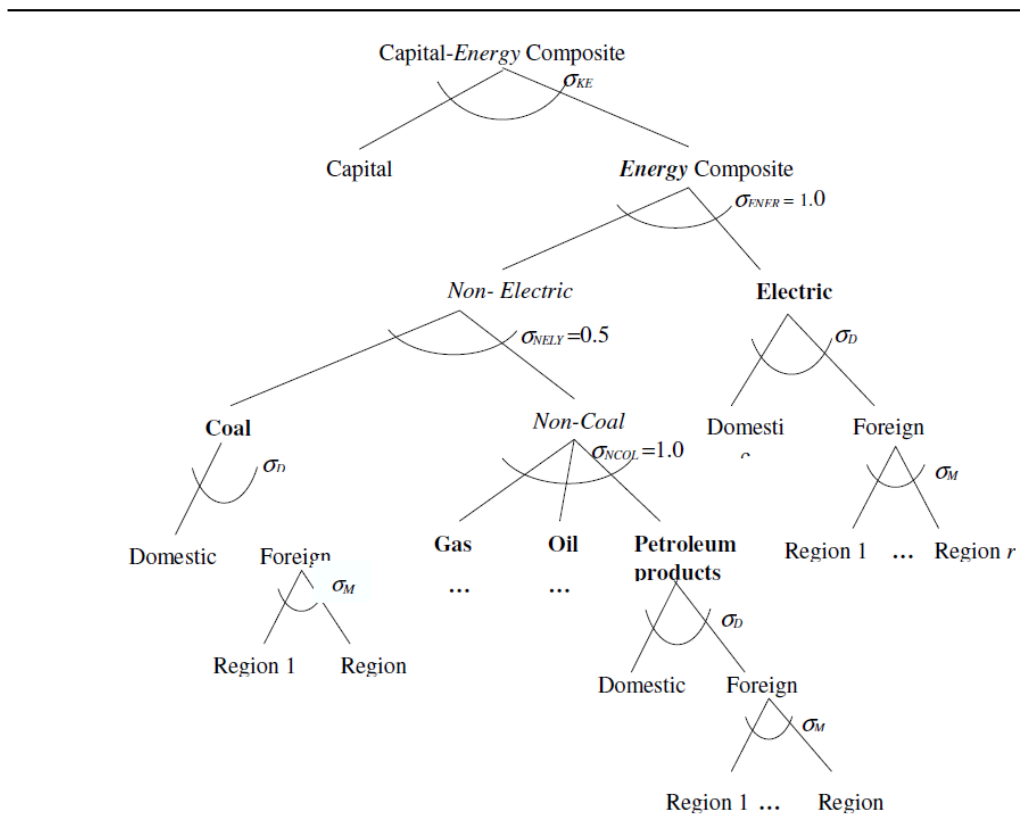 Capital-Energy Composite
σKE
Capital
Energy Composite
σENER = 1.0
Non- Electric
Electric
σNELY =0.5
σD
Coal
Non-Coal
Domesti
Foreign
σD
σNCOL =1.0
σM
Domestic
Foreign
Gas
Oil
Petroleum
products
Region 1
...
Region r
σM
...
...
σD
Region 1
Region
Domestic
Foreign
σM
Region 1 ...
Region